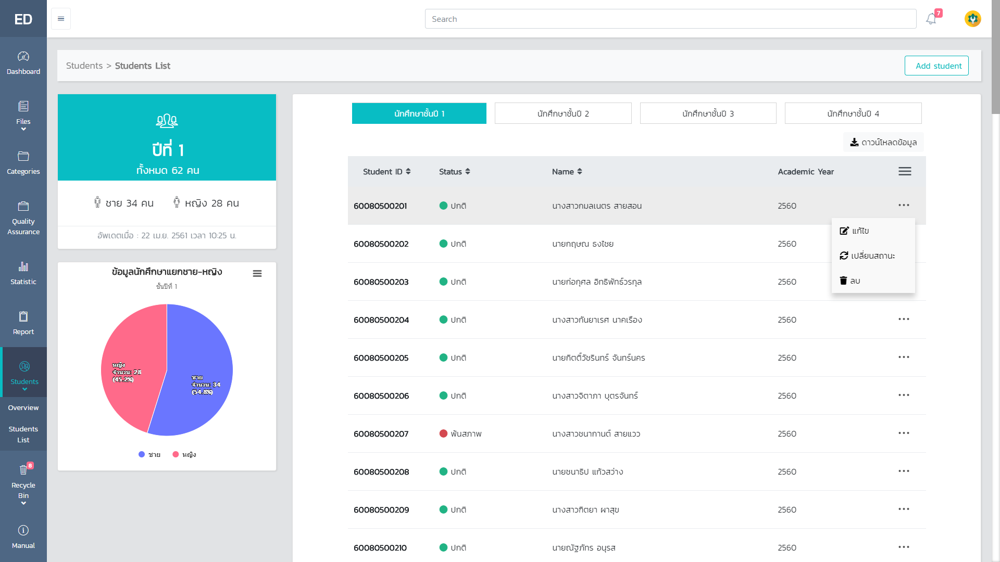 ED
Search
7
Dashboard
Files
Categories
Quality
Assurance
Statistic
Report
Students
Overview
Students
List
8
Recycle
Bin
Manual
Students > Students List
Add student
ปีที่ 1
ทั้งหมด 62 คน
ชาย 34 คน
หญิง 28 คน
อัพเดตเมื่อ : 22 เม.ย. 2561 เวลา 10:25 น.
ข้อมูลนักศึกษาแยกชาย-หญิง
ชั้นปีที่ 1
หญิง
จำนวน: 28
(45.2%)
ชาย
จำนวน: 34
(54.8%)
ชาย
หญิง
นักศึกษาชั้นปี 1
นักศึกษาชั้นปี 2
นักศึกษาชั้นปี 3
นักศึกษาชั้นปี 4
ดาวน์โหลดข้อมูล
Student ID Status Name Academic Year
60080500201 ปกติ นางสาวกมลเนตร สายสอน 2560
60080500202 ปกติ นายกฤษณ ธงไชย 2560
60080500203 ปกติ นายก่อกุศล อิทธิพัทธ์วรกุล 2560
60080500204 ปกติ นางสาวกันยาเรศ นาคเรือง 2560
60080500205 ปกติ นายกิตติ์วัชรินทร์ จันทร์นคร 2560
60080500206 ปกติ นางสาวจิตาภา บุตรจันทร์ 2560
60080500207 พ้นสภาพ นางสาวชนากานต์ สายแวว 2560
60080500208 ปกติ นายชนาธิป แก้วสว่าง 2560
60080500209 ปกติ นางสาวฑิตยา ผาสุข 2560
60080500210 ปกติ นายณัฐภัทร อนุรส 2560
แก้ไข
เปลี่ยนสถานะ
ลบ